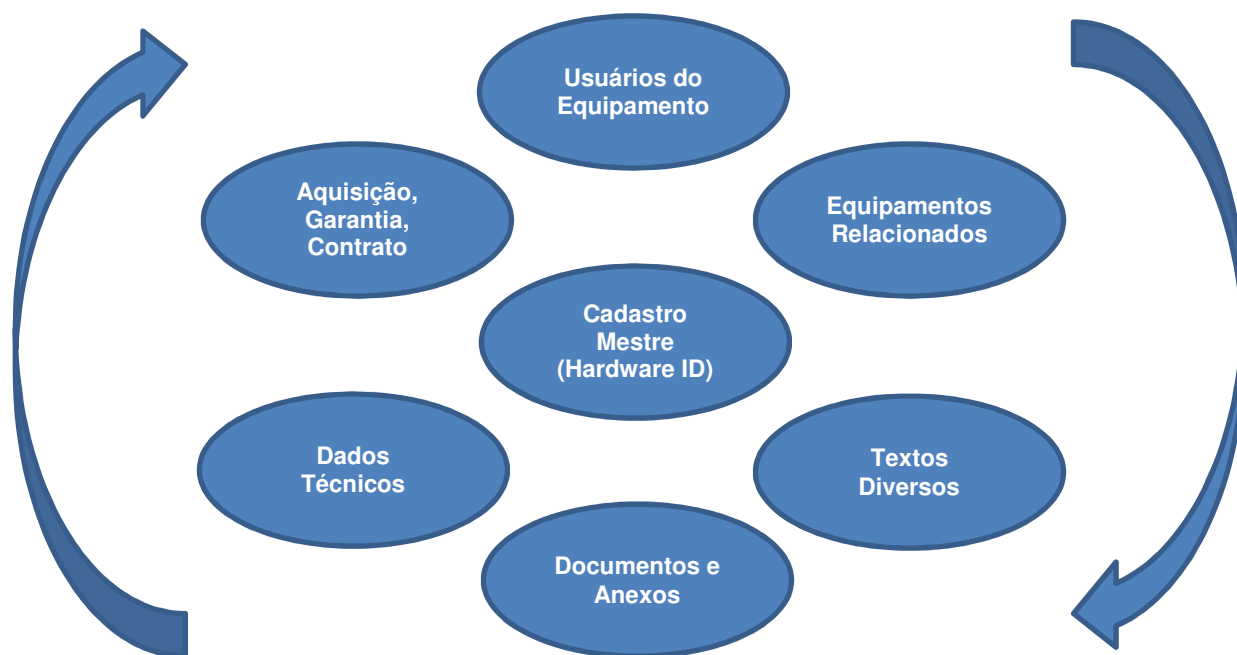 Usuários do
Equipamento
Aquisição,
Garantia,
Contrato
Equipamentos
Relacionados
Cadastro
Mestre
(Hardware ID)
Dados
Técnicos
Textos
Diversos
Documentos e
Anexos